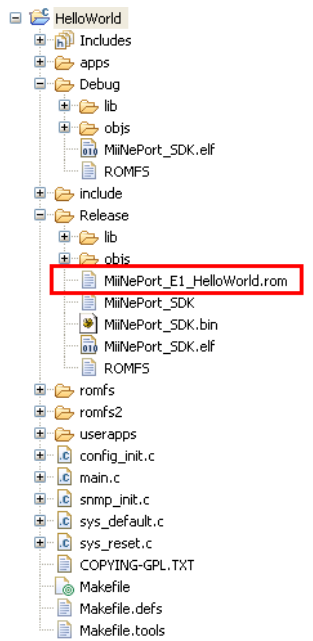 HelloWorld
Includes
apps
Debug
lib
objs
MiiNePort_SDK.elf
ROMFS
include
Release
lib
objs
MiiNePort_E1_HelloWorld.rom
MiiNePort_SDK
MiiNePort_SDK.bin
MiiNePort_SDK.elf
ROMFS
romfs
romfs2
userapps
config_init.c
main.c
snmp_init.c
sys_default.c
sys_reset.c
COPYING-GPL.TXT
Makefile
Makefile.defs
Makefile.tools